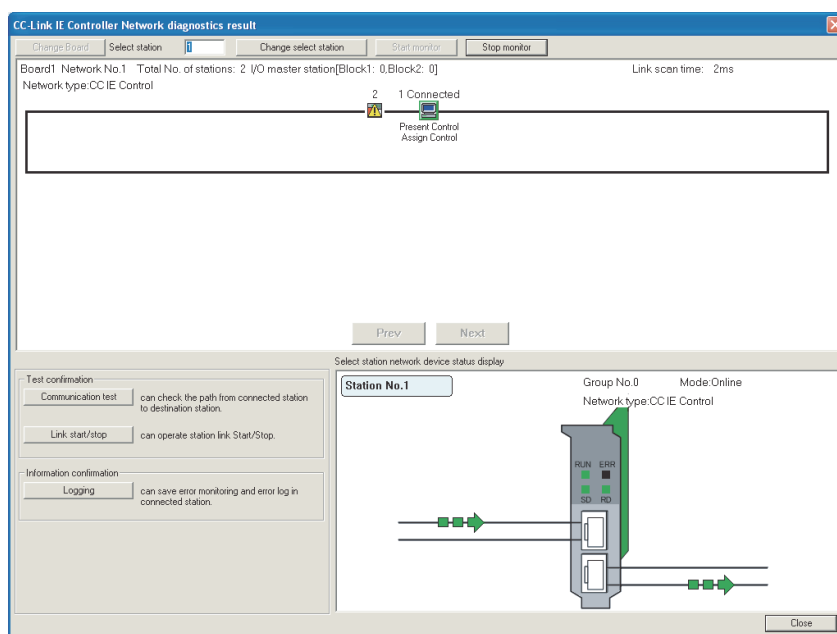 CC-Link IE Controller Network diagnostics result
Change Board Select station 1 Change select station Start monitor Stop monitor
Board1 Network No.1 Total No. of stations: 2 I/O master station[Block1: 0,Block2: 0] Link scan time: 2ms
Network type:CC IE Control
2 1 Connected
Present Control
Assign Control
Prev Next
Select station network device status display
Test confirmation
Communication test can check the path from connected station
to destination station.
Link start/stop can operate station link Start/Stop.
Information confirmation
Logging can save error monitoring and error log in
connected station.
Station No.1 Group No.0 Mode:Online
Network type:CC IE Control
RUN ERR
SD RD
Close